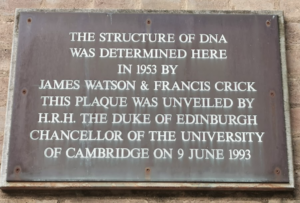 THE STRUCTURE OF DNA
WAS DETERMINED HERE
IN 1953 BY
JAMES WATSON & FRANCIS CRICK
THIS PLAQUE WAS UNVEILED BY
H.R.H. THE DUKE OF EDINBURGH
CHANCELLOR OF THE UNIVERSITY
OF CAMBRIDGE ON 9 JUNE 1993